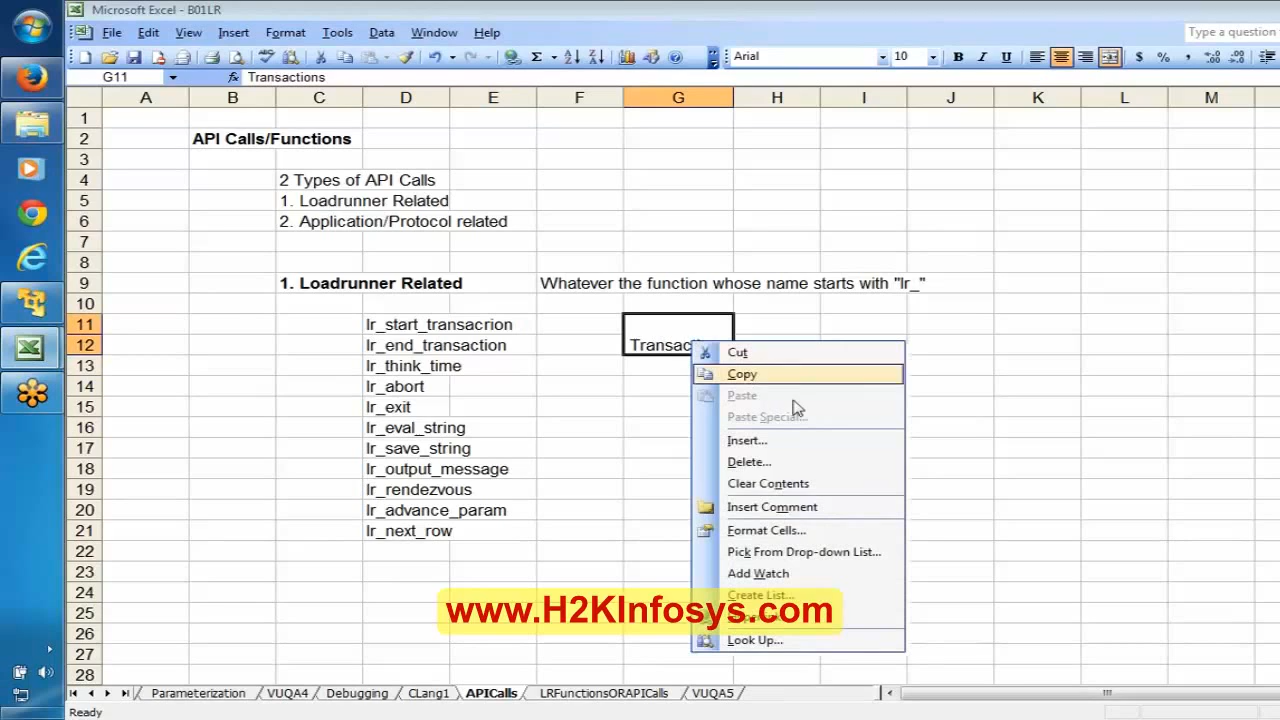 Microsoft Excel - B01LR
File Edit View Insert Format Tools Data Window Help Type a question
Arial 10 B I U $ %
G11 fx Transactions
A B C D E F G H I J K L M
1
2 API Calls/Functions
3
4 2 Types of API Calls
5 1. Loadrunner Related
6 2. Application/Protocol related
7
8
9 1. Loadrunner Related Whatever the function whose name starts with "lr_"
10
11 lr_start_transacrion
12 lr_end_transaction Transac
13 lr_think_time
14 lr_abort
15 lr_exit
16 lr_eval_string
17 lr_save_string
18 lr_output_message
19 lr_rendezvous
20 lr_advance_param
21 lr_next_row
22
23
24
25
26
27
28
Cut
Copy
Paste
Paste Special...
Insert...
Delete...
Clear Contents
Insert Comment
Format Cells...
Pick From Drop-down List...
Add Watch
Create List...
Look Up...
www.H2KInfosys.com
Parameterization VUQA4 Debugging CLang1 APICalls LRFunctionsORAPICalls VUQA5
Ready